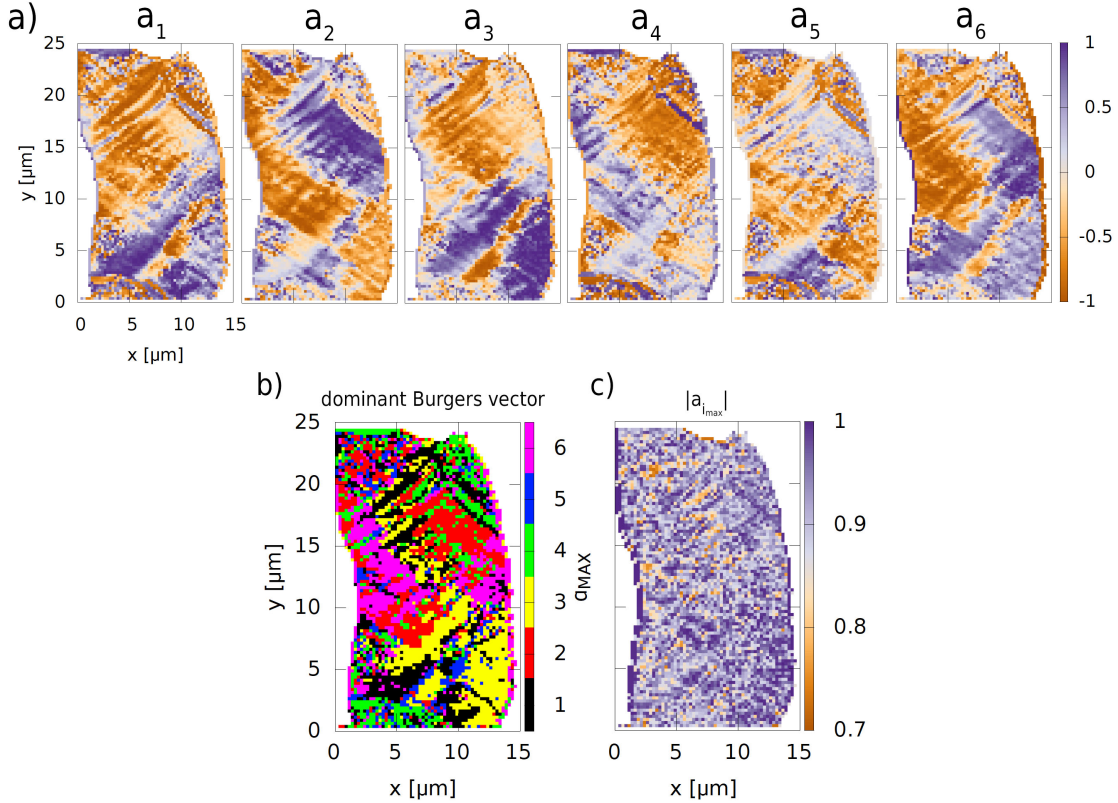 a)
a1 a2 a3 a4 a5 a6
25
20
15
10
5
0
y [µm]
0 5 10 15
x [µm]
1
0.5
0
-0.5
-1
b)
dominant Burgers vector
25
20
15
10
5
0
y [µm]
0 5 10 15
x [µm]
6
5
4
3
2
1
αMAX
c)
|aimax|
0 5 10 15
x [µm]
1
0.9
0.8
0.7